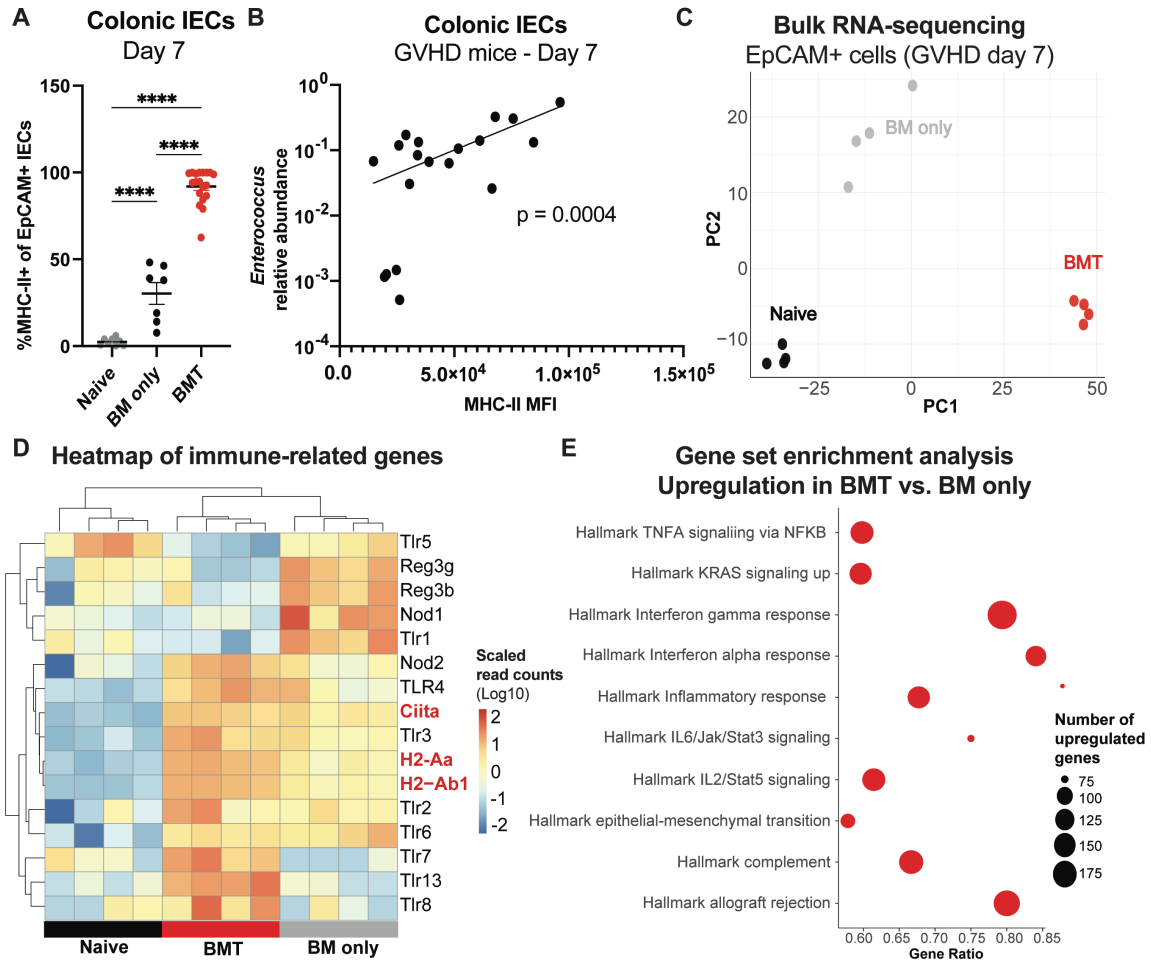 A
Colonic IECs
Day 7
%MHC-II+ of EpCAM+ IECs
150
100
50
0
****
****
****
Naive
BM only
BMT
B
Colonic IECs
GVHD mice - Day 7
Enterococcus
relative abundance
10⁰
10⁻¹
10⁻²
10⁻³
10⁻⁴
p = 0.0004
0.0
5.0×10⁴
1.0×10⁵
1.5×10⁵
MHC-II MFI
C
Bulk RNA-sequencing
EpCAM+ cells (GVHD day 7)
PC2
20
10
0
−10
BM only
BMT
Naive
−25
0
25
50
PC1
D
Heatmap of immune-related genes
Tlr5
Reg3g
Reg3b
Nod1
Tlr1
Nod2
TLR4
Ciita
Tlr3
H2-Aa
H2−Ab1
Tlr2
Tlr6
Tlr7
Tlr13
Tlr8
Naive
BMT
BM only
Scaled
read counts
(Log10)
2
1
0
-1
-2
E
Gene set enrichment analysis
Upregulation in BMT vs. BM only
Hallmark TNFA signaliing via NFKB
Hallmark KRAS signaling up
Hallmark Interferon gamma response
Hallmark Interferon alpha response
Hallmark Inflammatory response
Hallmark IL6/Jak/Stat3 signaling
Hallmark IL2/Stat5 signaling
Hallmark epithelial-mesenchymal transition
Hallmark complement
Hallmark allograft rejection
0.60
0.65
0.70
0.75
0.80
0.85
Gene Ratio
Number of
upregulated
genes
75
100
125
150
175